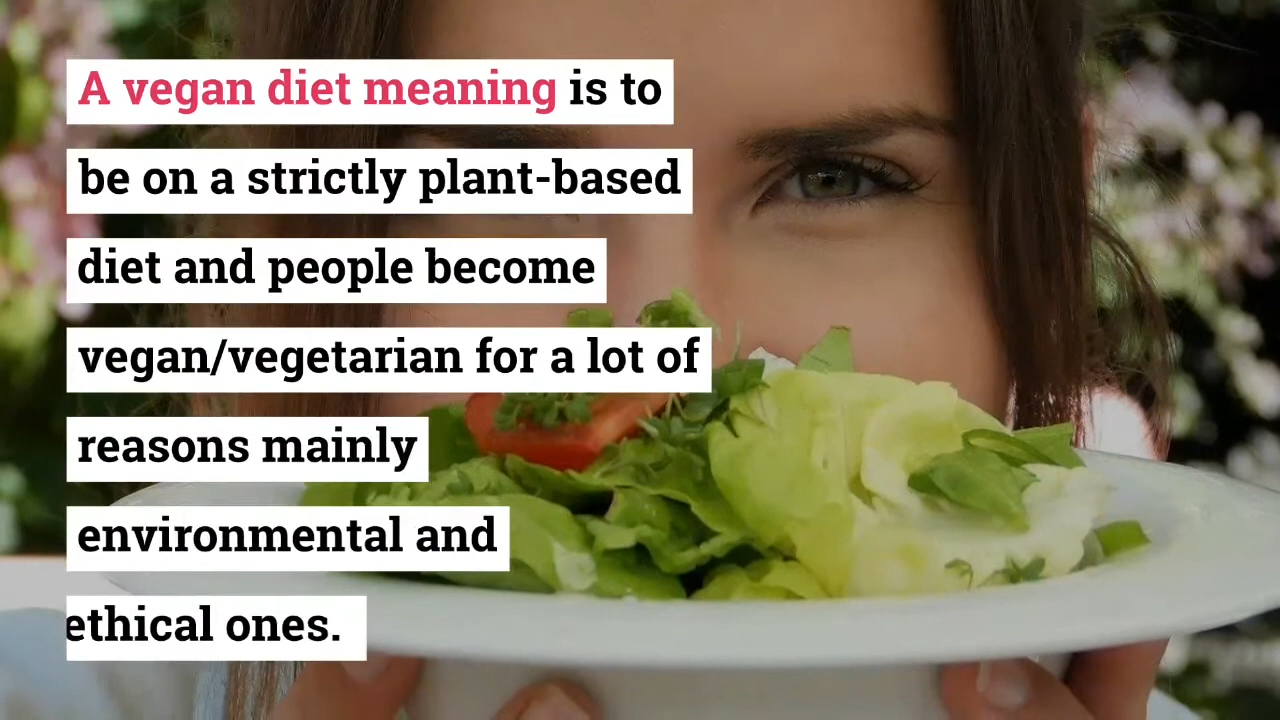 A vegan diet meaning is to
be on a strictly plant-based
diet and people become
vegan/vegetarian for a lot of
reasons mainly
environmental and
ethical ones.